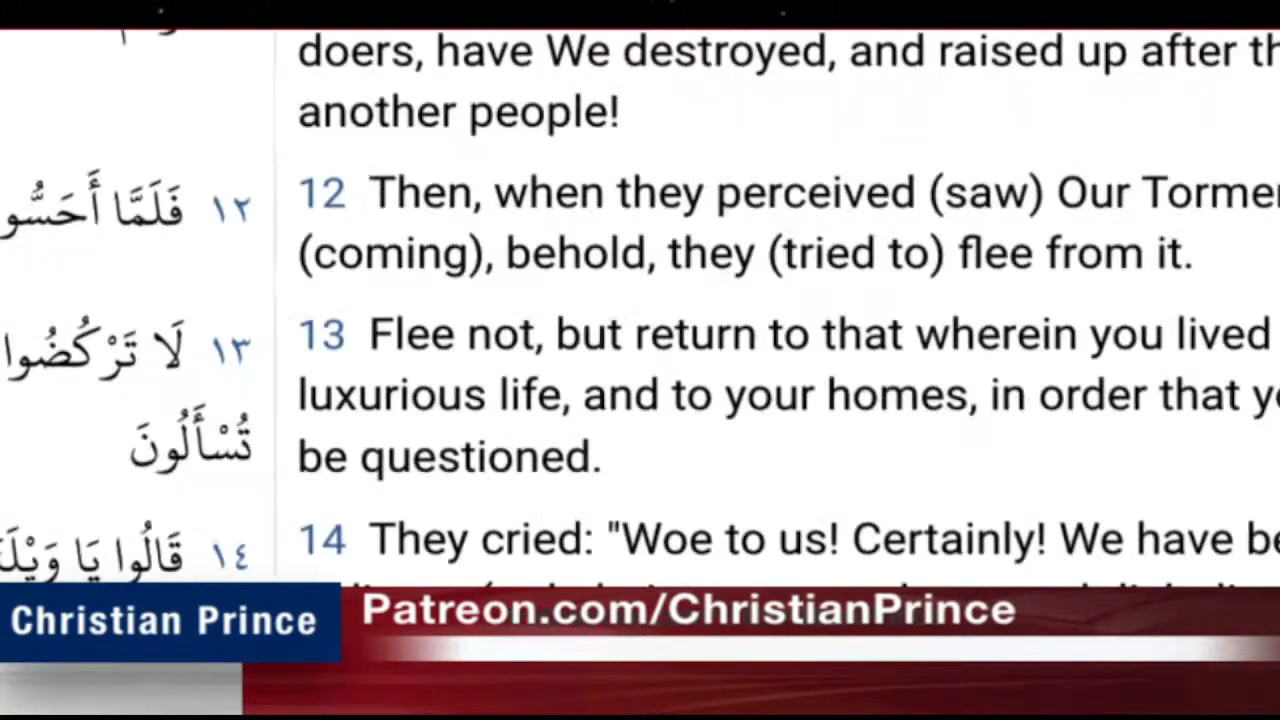 doers, have We destroyed, and raised up after
another people!
١٢ فَلَمَّا
12 Then, when they perceived (saw) Our
(coming), behold, they (tried to) flee from it.
١٣ لَا تَرْكُضُوا
تُسْأَلُونَ
13 Flee not, but return to that wherein you lived
luxurious life, and to your homes, in order that
be questioned.
١٤ قَالُوا يَا
14 They cried: "Woe to us! Certainly! We have
Christian Prince
Patreon.com/ChristianPrince